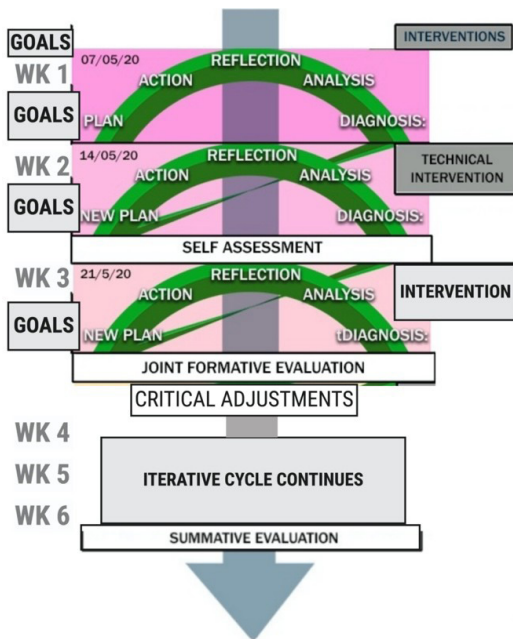 GOALS
INTERVENTIONS
WK 1
07/05/20
REFLECTION
ACTION
ANALYSIS
GOALS
PLAN
DIAGNOSIS:
WK 2
14/05/20
REFLECTION
TECHNICAL
INTERVENTION
ACTION
ANALYSIS
GOALS
NEW PLAN
DIAGNOSIS:
SELF ASSESSMENT
WK 3
21/5/20
REFLECTION
ACTION
ANALYSIS
INTERVENTION
GOALS
NEW PLAN
tDIAGNOSIS:
JOINT FORMATIVE EVALUATION
CRITICAL ADJUSTMENTS
WK 4
WK 5
ITERATIVE CYCLE CONTINUES
WK 6
SUMMATIVE EVALUATION